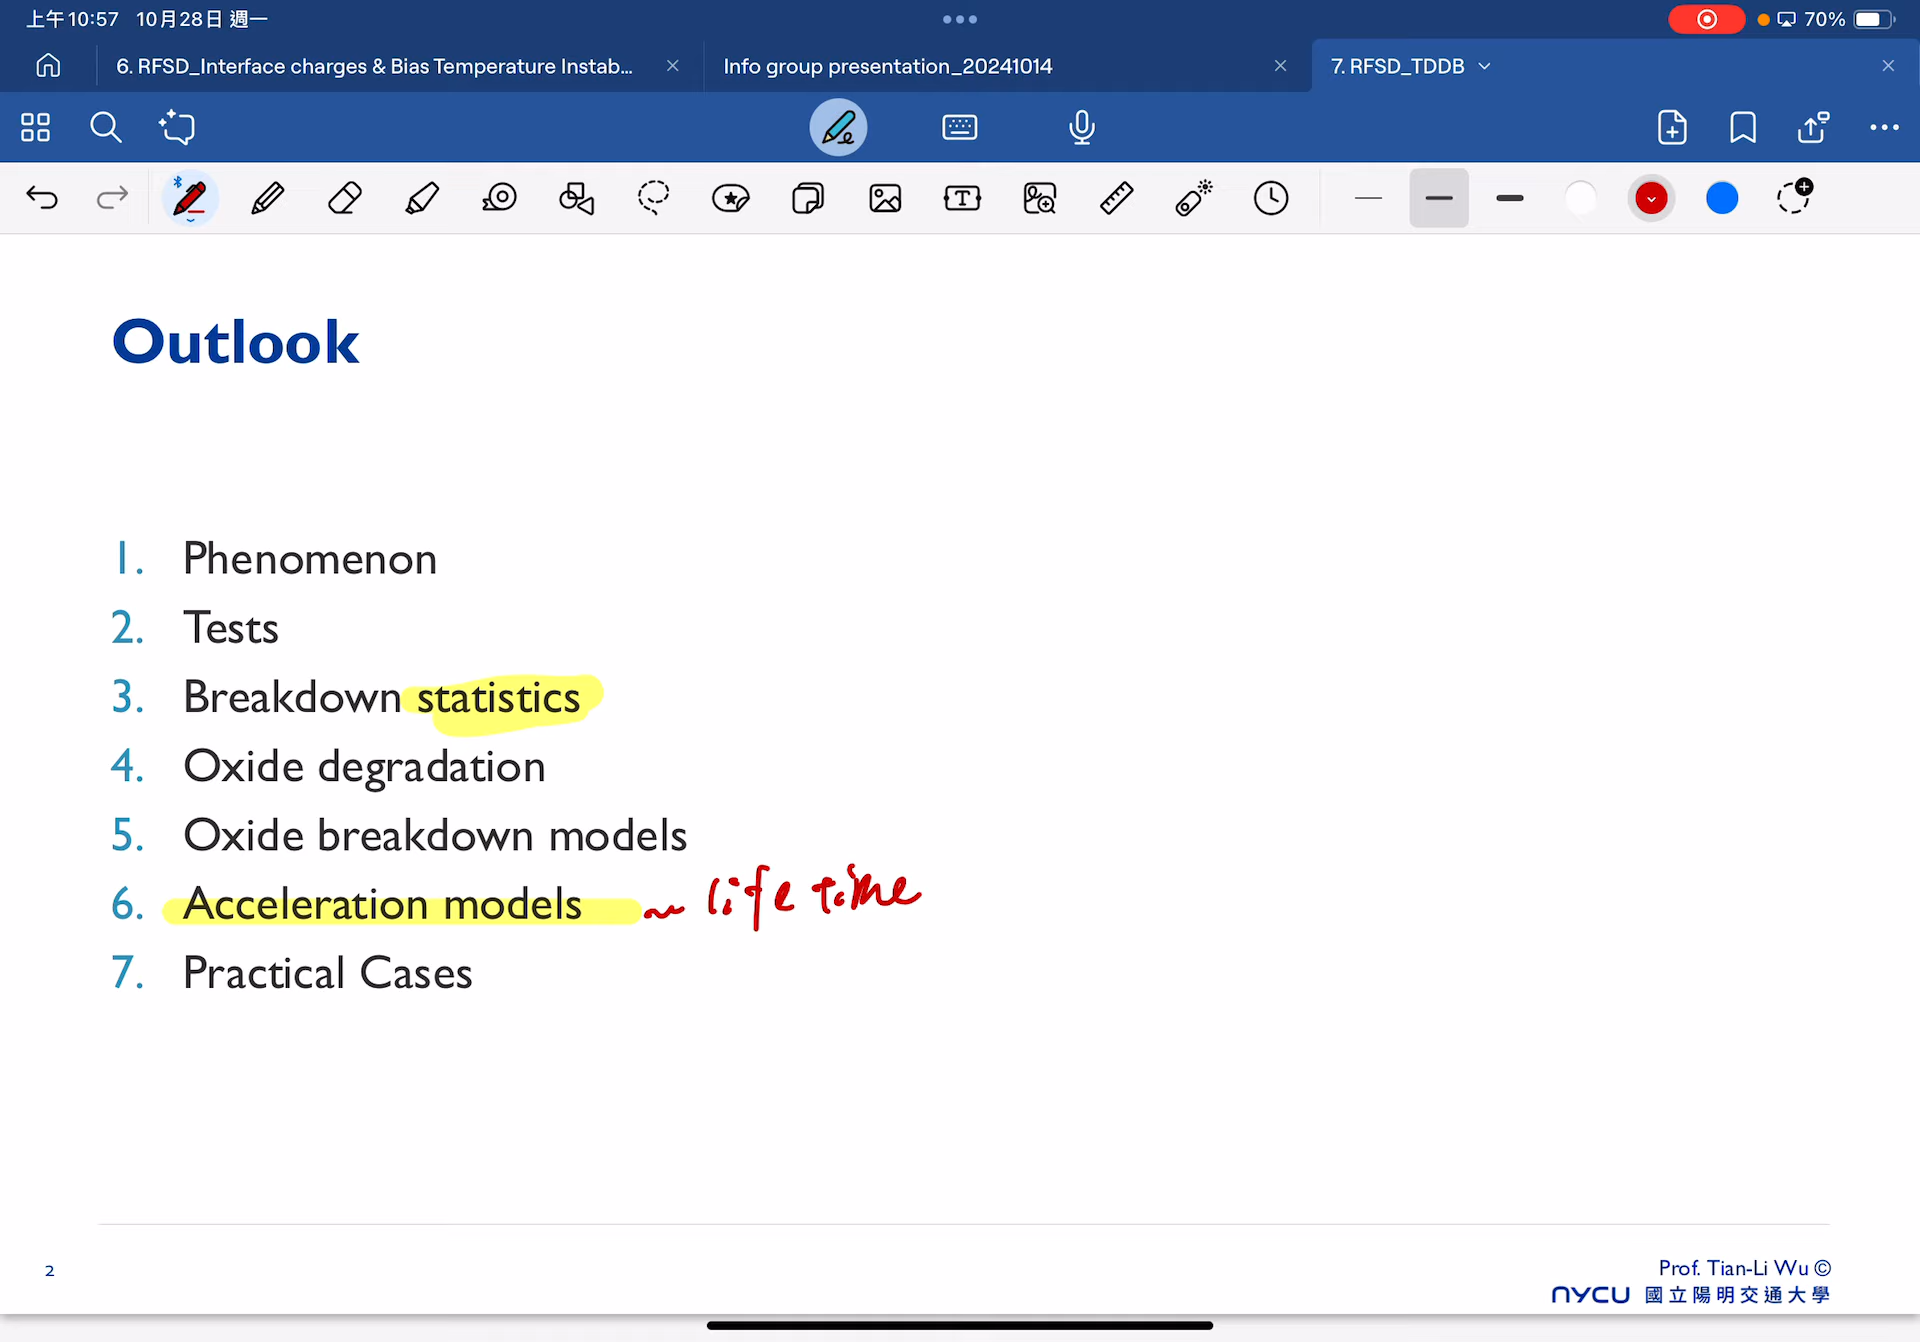 上午10:57 10月28日 週一
70%
6. RFSD_Interface charges & Bias Temperature Instab...
Info group presentation_20241014
7. RFSD_TDDB
Outlook
1. Phenomenon
2. Tests
3. Breakdown statistics
4. Oxide degradation
5. Oxide breakdown models
6. Acceleration models ~ life time
7. Practical Cases
2
Prof. Tian-Li Wu ©
NYCU 國立陽明交通大學